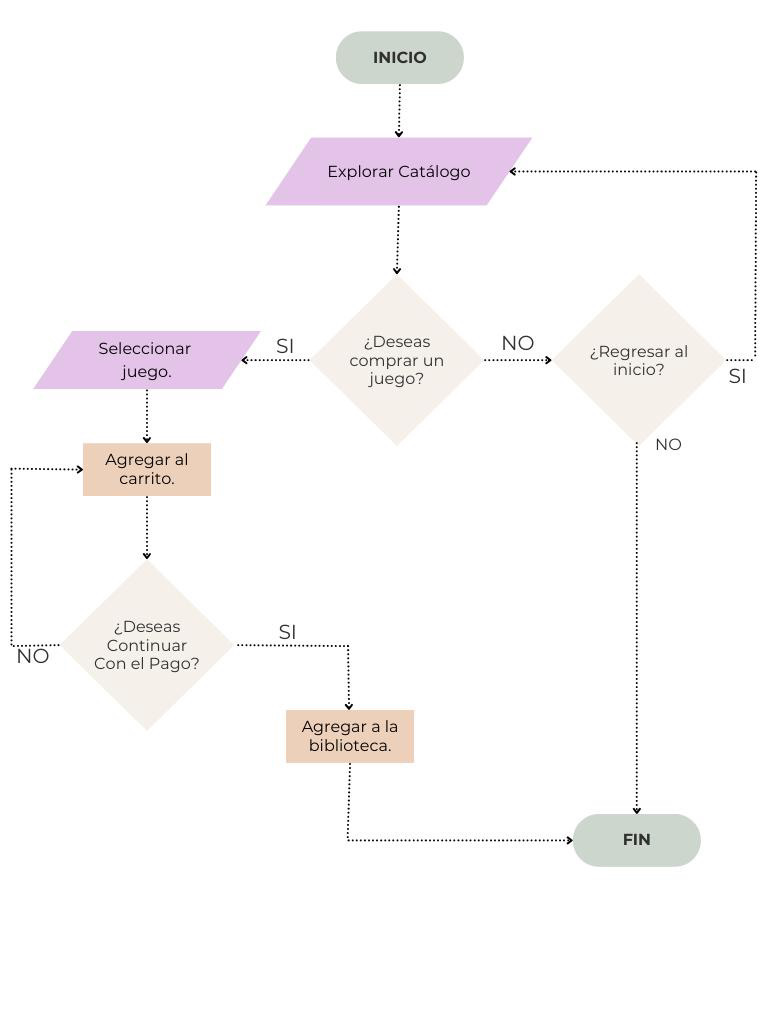 INICIO
Explorar Catálogo
¿Deseas
comprar un
juego?
SI
NO
¿Regresar al
inicio?
SI
NO
Seleccionar
juego.
Agregar al
carrito.
¿Deseas
Continuar
Con el Pago?
NO
SI
Agregar a la
biblioteca.
FIN